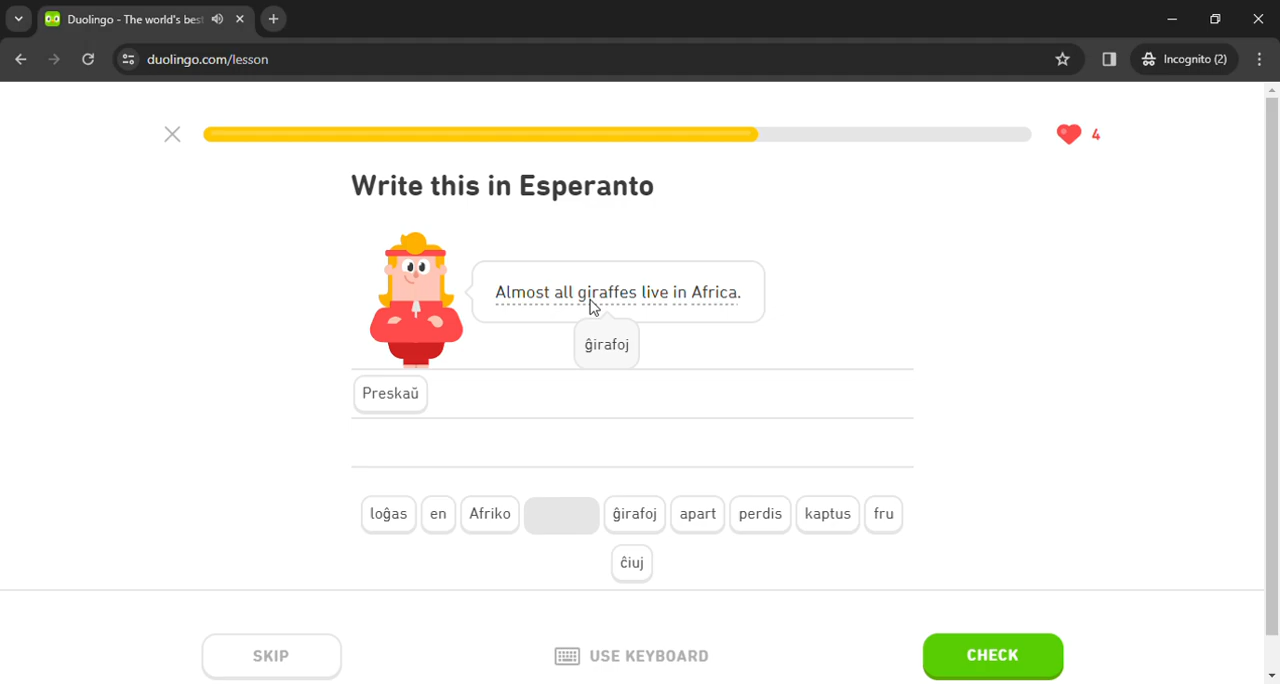 Duolingo - The world's bes
duolingo.com/lesson
Incognito (2)
4
Write this in Esperanto
Almost all giraffes live in Africa.
ĝirafoj
Preskaŭ
loĝas en Afriko ĝirafoj apart perdis kaptus fru
ĉiuj
SKIP
USE KEYBOARD
CHECK